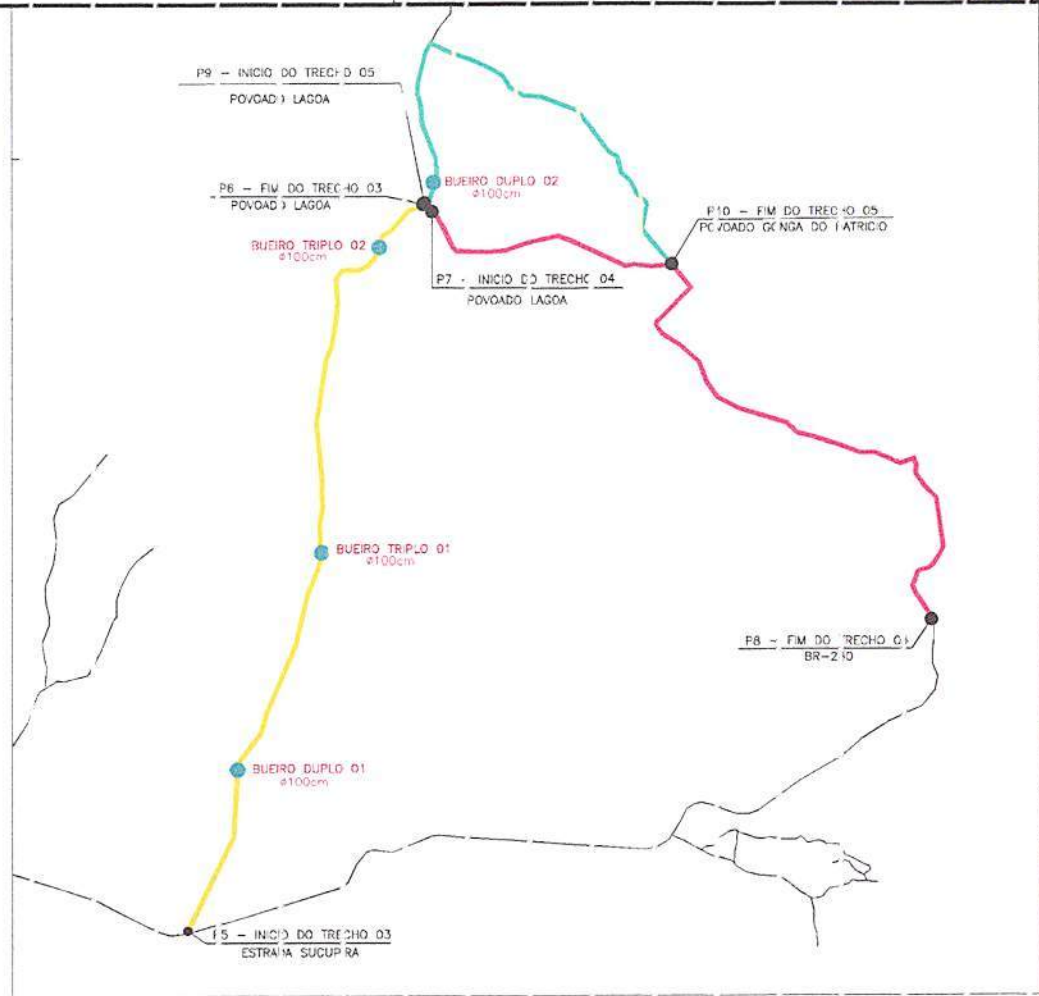 P9 - INICIO DO TRECHO 05
POVOADO LAGOA
BUEIRO DUPLO 02
ø100cm
P6 - FIM DO TRECHO 03
POVOADO LAGOA
P10 - FIM DO TRECHO 05
POVOADO GONGA DO PATRICIO
BUEIRO TRIPLO 02
ø100cm
P7 - INICIO DO TRECHO 04
POVOADO LAGOA
BUEIRO TRIPLO 01
ø100cm
P8 - FIM DO TRECHO
BR-230
BUEIRO DUPLO 01
ø100cm
P5 - INICIO DO TRECHO 03
ESTRADA SUCUPIRA